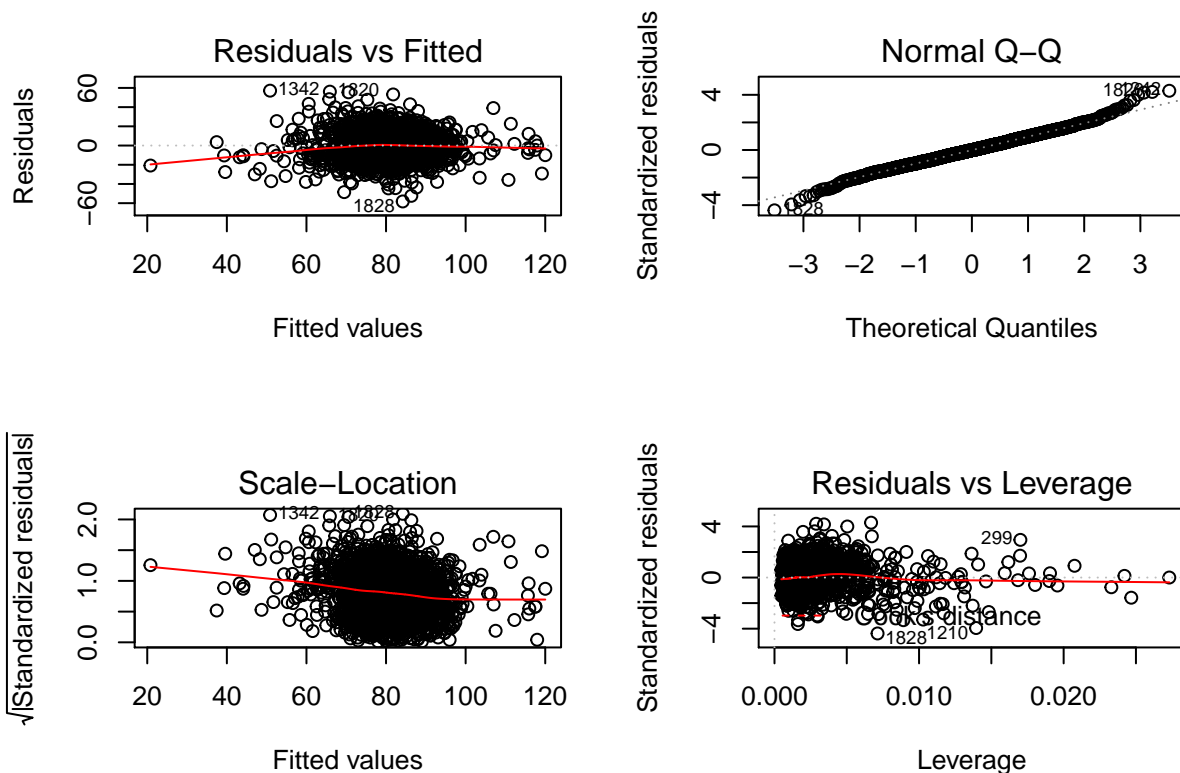 Residuals vs Fitted
Residuals
60
0
−60
1342
1820
1828
20 40 60 80 100 120
Fitted values
Normal Q−Q
Standardized residuals
4
0
−4
1828
−3 −2 −1 0 1 2 3
Theoretical Quantiles
Scale−Location
√|Standardized residuals|
2.0
1.0
0.0
1342
1828
20 40 60 80 100 120
Fitted values
Residuals vs Leverage
Standardized residuals
4
0
−4
299
Cook's distance
1828
1210
0.000 0.010 0.020
Leverage